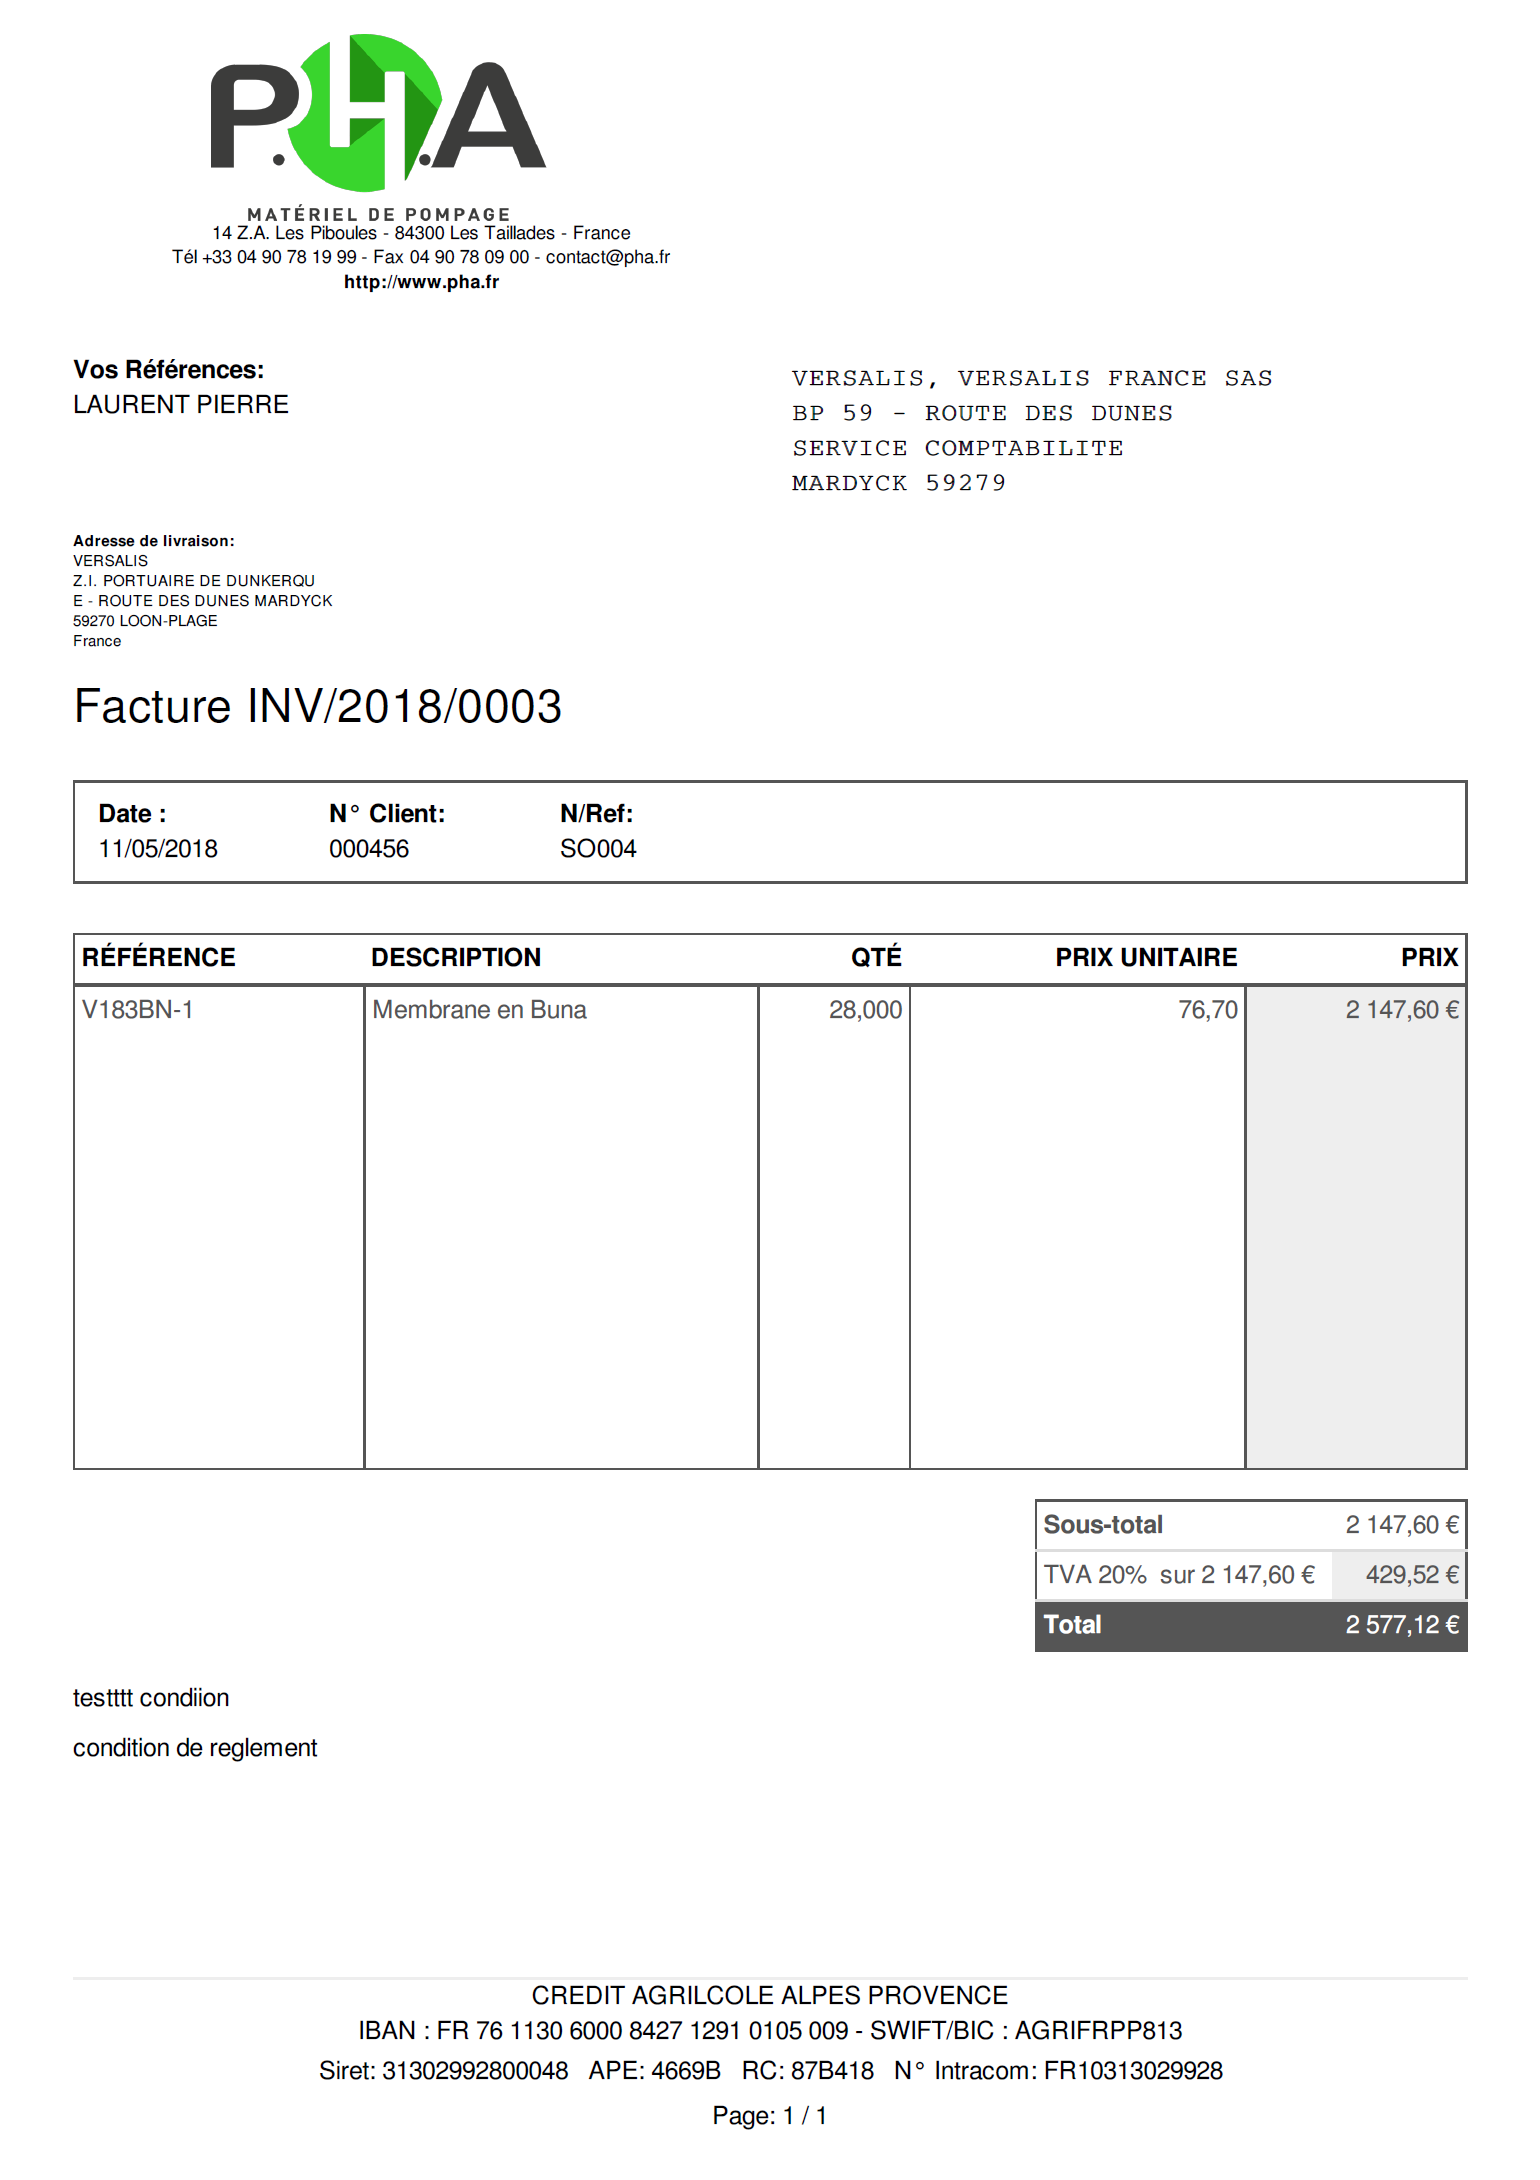 P.H.A
MATÉRIEL DE POMPAGE
14 Z.A. Les Piboules - 84300 Les Taillades - France
Tél +33 04 90 78 19 99 - Fax 04 90 78 09 00 - contact@pha.fr
http://www.pha.fr
Vos Références:
LAURENT PIERRE
VERSALIS, VERSALIS FRANCE SAS
BP 59 - ROUTE DES DUNES
SERVICE COMPTABILITE
MARDYCK 59279
Adresse de livraison:
VERSALIS
Z.I. PORTUAIRE DE DUNKERQU
E - ROUTE DES DUNES MARDYCK
59270 LOON-PLAGE
France
Facture INV/2018/0003
Date : N° Client: N/Ref:
11/05/2018 000456 SO004
RÉFÉRENCE DESCRIPTION QTÉ PRIX UNITAIRE PRIX
V183BN-1 Membrane en Buna 28,000 76,70 2 147,60 €
Sous-total 2 147,60 €
TVA 20% sur 2 147,60 € 429,52 €
Total 2 577,12 €
testttt condiion
condition de reglement
CREDIT AGRILCOLE ALPES PROVENCE
IBAN : FR 76 1130 6000 8427 1291 0105 009 - SWIFT/BIC : AGRIFRPP813
Siret: 31302992800048 APE: 4669B RC: 87B418 N° Intracom: FR10313029928
Page: 1 / 1